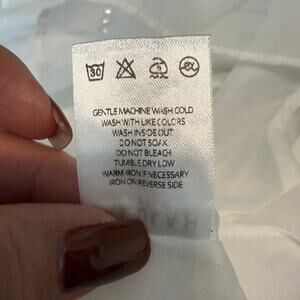 30
GENTLE MACHINE WASH COLD
WASH WITH LIKE COLORS
WASH INSIDE OUT
DO NOT SOAK
DO NOT BLEACH
TUMBLE DRY LOW
WARM IRON IF NECESSARY
IRON ON REVERSE SIDE